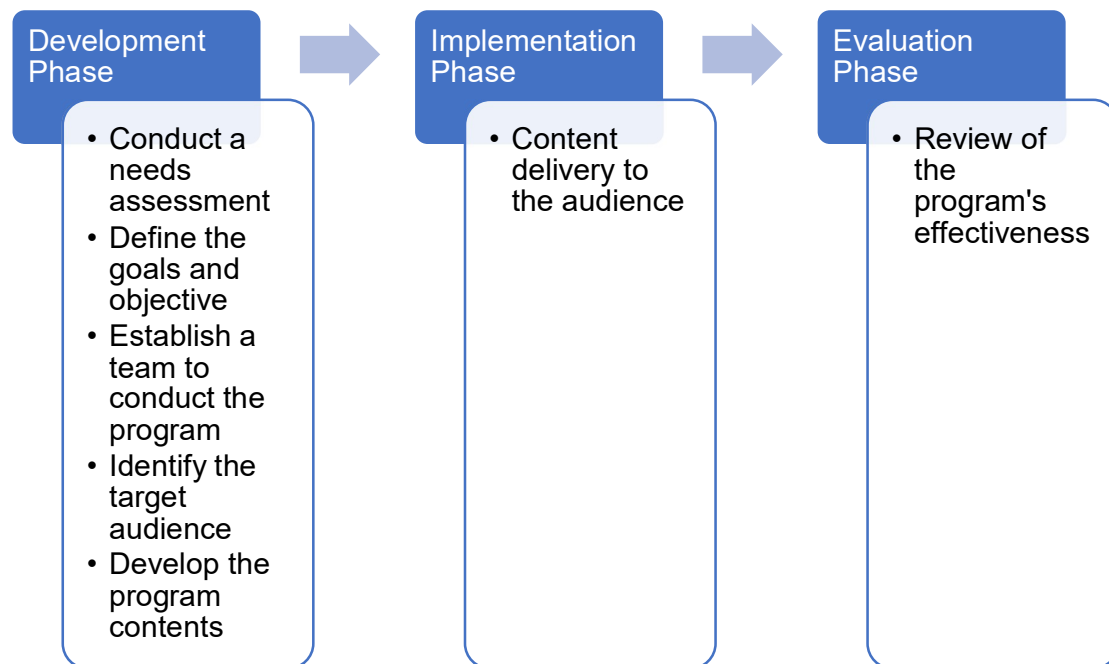 Development
Phase
• Conduct a
needs
assessment
• Define the
goals and
objective
• Establish a
team to
conduct the
program
• Identify the
target
audience
• Develop the
program
contents
Implementation
Phase
• Content
delivery to
the audience
Evaluation
Phase
• Review of
the
program's
effectiveness